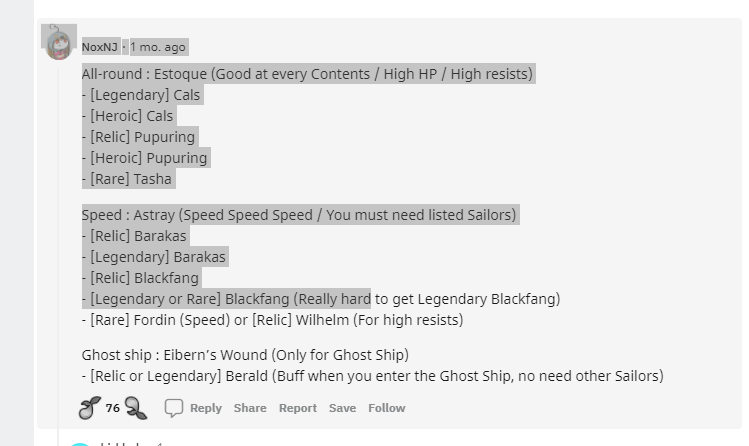 NoxNJ · 1 mo. ago
All-round : Estoque (Good at every Contents / High HP / High resists)
- [Legendary] Cals
- [Heroic] Cals
- [Relic] Pupuring
- [Heroic] Pupuring
- [Rare] Tasha
Speed : Astray (Speed Speed Speed / You must need listed Sailors)
- [Relic] Barakas
- [Legendary] Barakas
- [Relic] Blackfang
- [Legendary or Rare] Blackfang (Really hard to get Legendary Blackfang)
- [Rare] Fordin (Speed) or [Relic] Wilhelm (For high resists)
Ghost ship : Eibern's Wound (Only for Ghost Ship)
- [Relic or Legendary] Berald (Buff when you enter the Ghost Ship, no need other Sailors)
76 Reply Share Report Save Follow